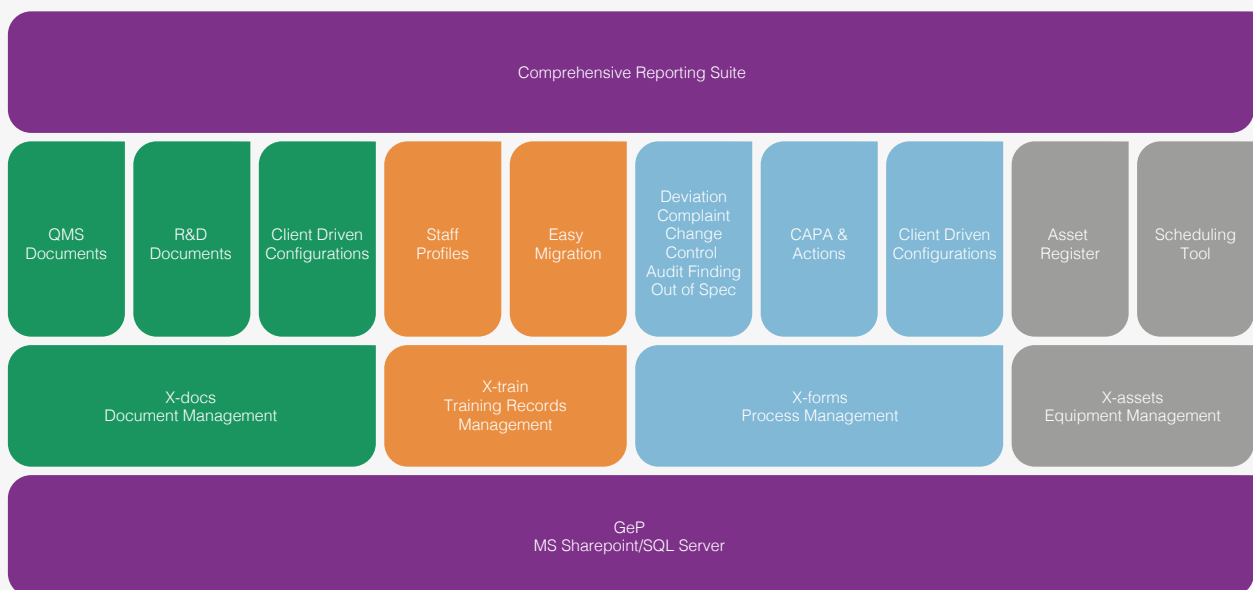 Comprehensive Reporting Suite
QMS
Documents
R&D
Documents
Client Driven
Configurations
Staff
Profiles
Easy
Migration
Deviation
Complaint
Change
Control
Audit Finding
Out of Spec
CAPA &
Actions
Client Driven
Configurations
Asset
Register
Scheduling
Tool
X-docs
Document Management
X-train
Training Records
Management
X-forms
Process Management
X-assets
Equipment Management
GeP
MS Sharepoint/SQL Server